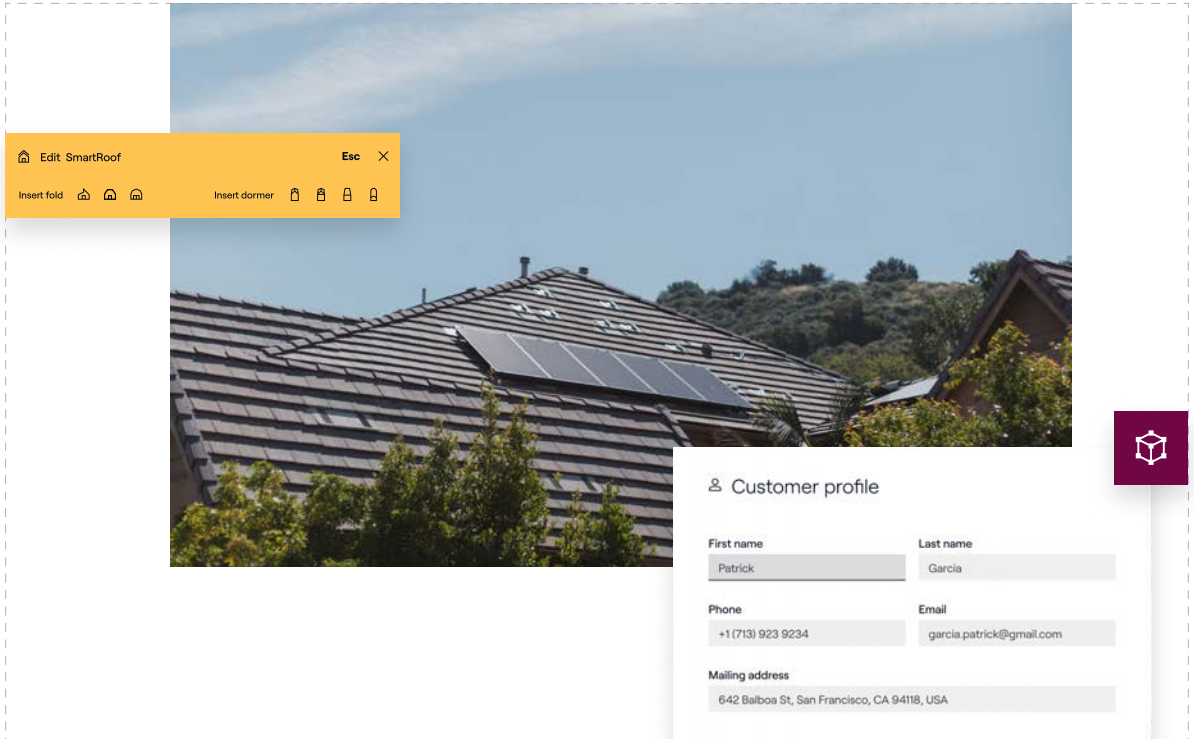 Edit SmartRoof
Esc
Insert fold
Insert dormer
Customer profile
First name
Last name
Patrick
Garcia
Phone
Email
+1 (713) 923 9234
garcia.patrick@gmail.com
Mailing address
642 Balboa St, San Francisco, CA 94118, USA